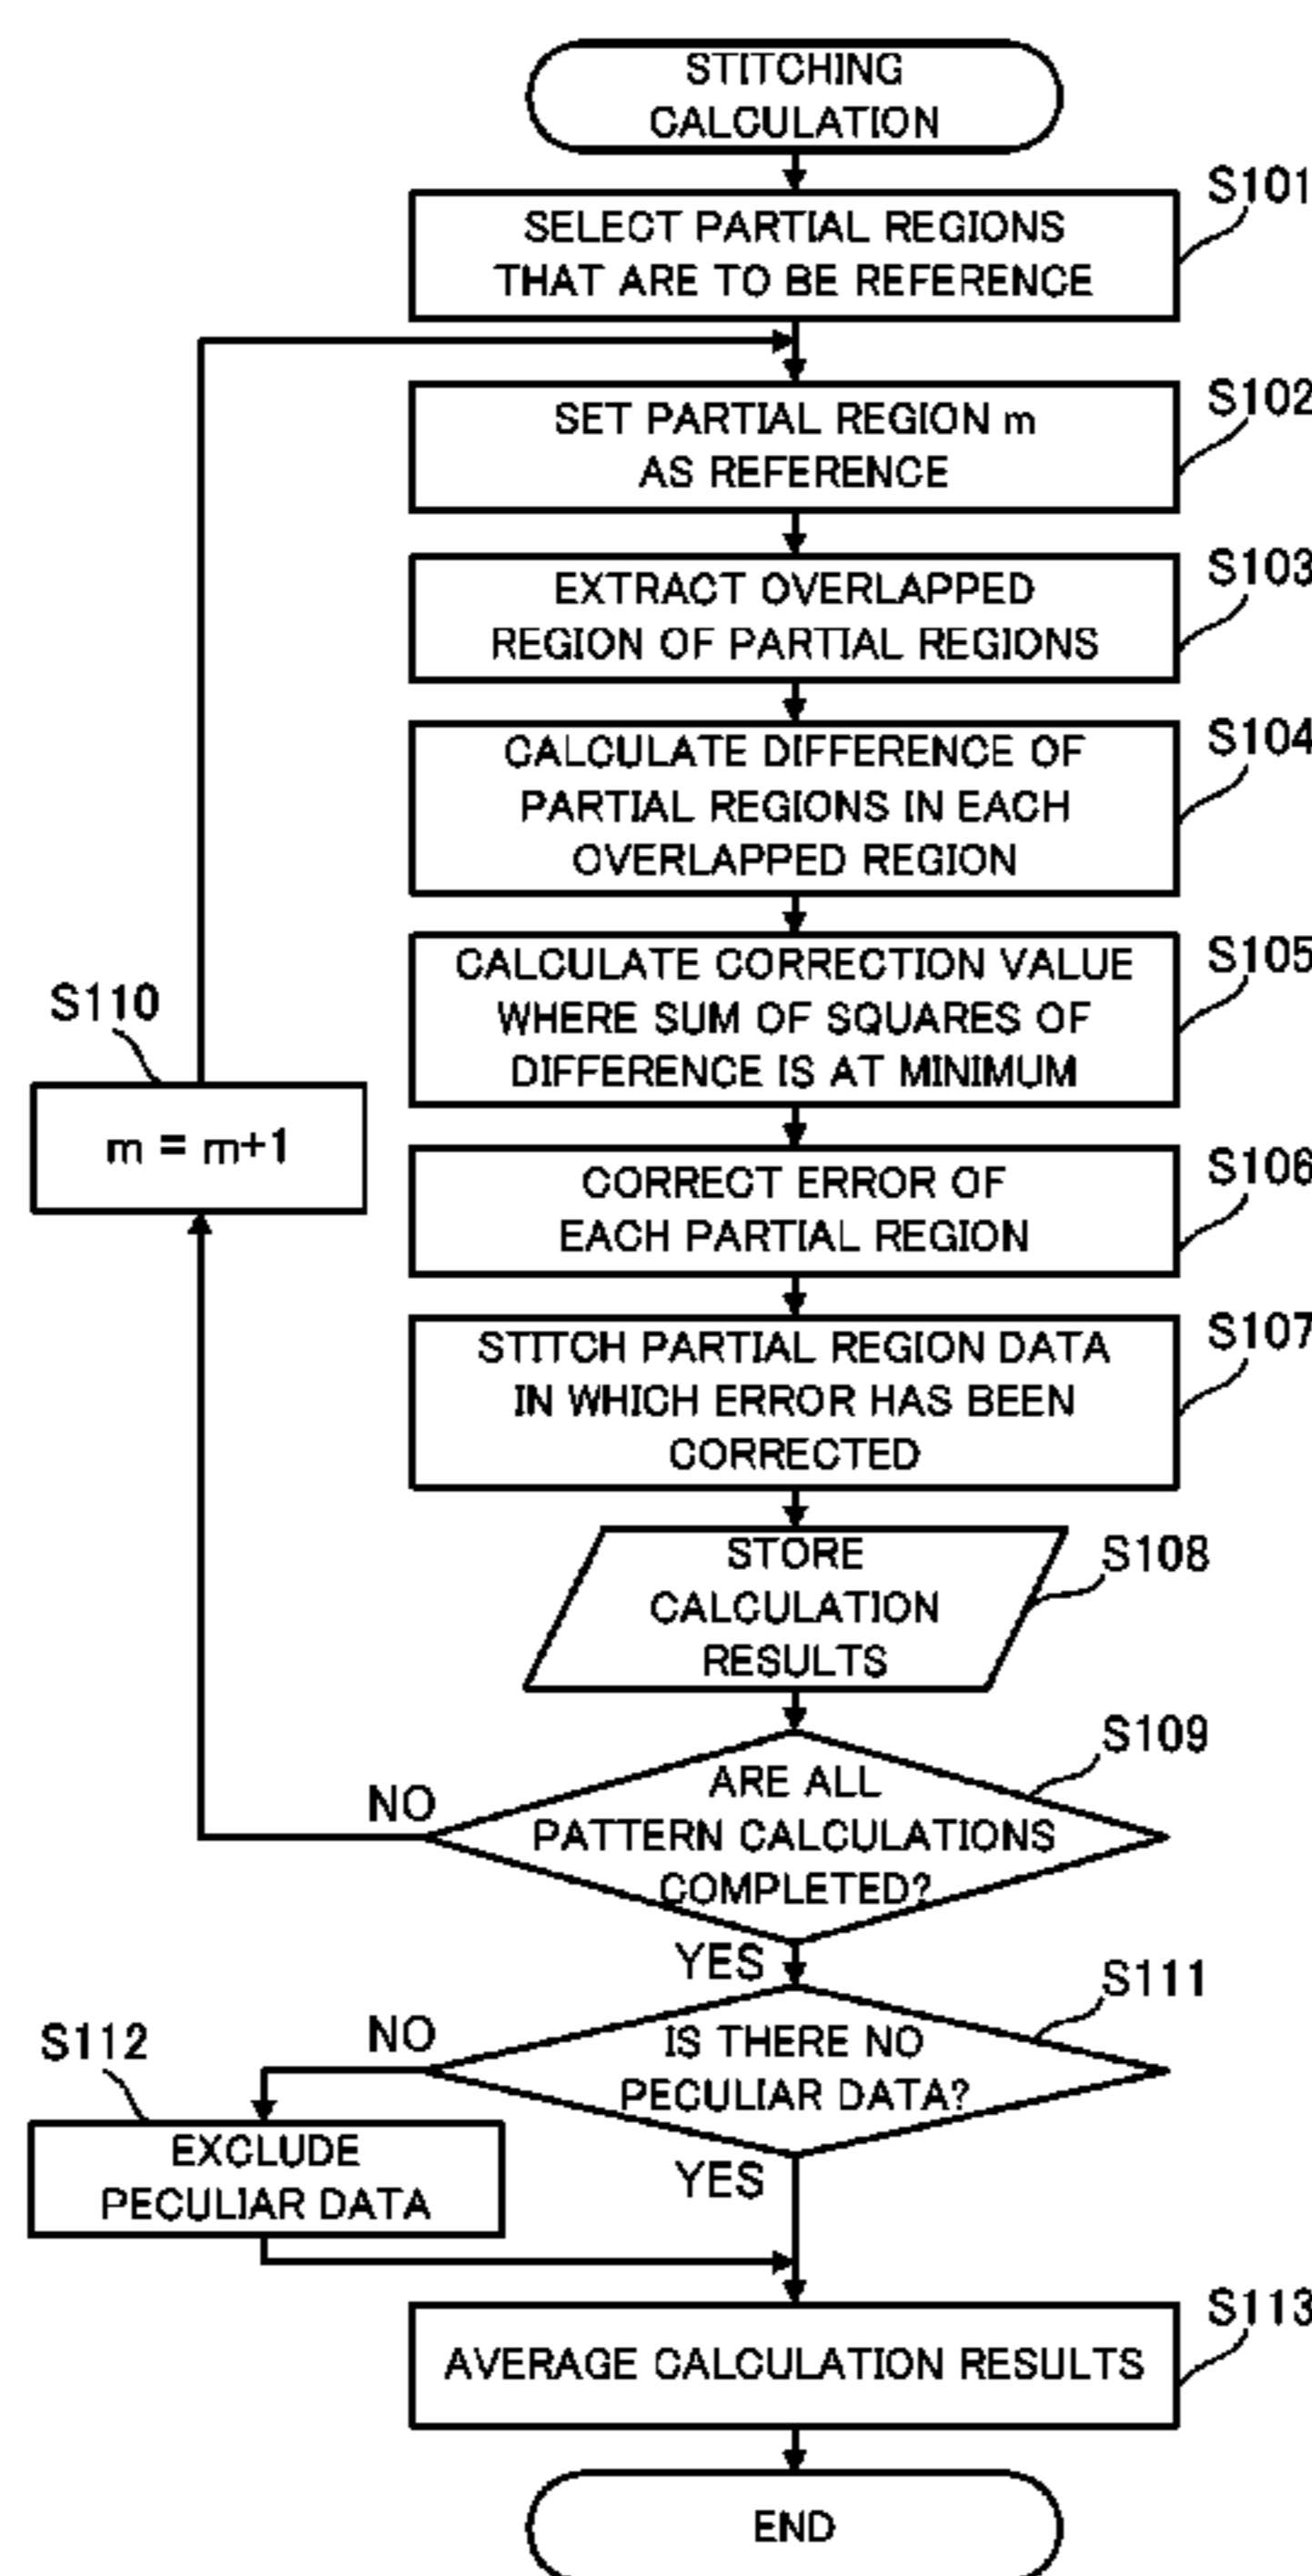 STITCHING
CALCULATION
S101
SELECT PARTIAL REGIONS
THAT ARE TO BE REFERENCE
S102
SET PARTIAL REGION m
AS REFERENCE
S103
EXTRACT OVERLAPPED
REGION OF PARTIAL REGIONS
S104
CALCULATE DIFFERENCE OF
PARTIAL REGIONS IN EACH
OVERLAPPED REGION
S105
CALCULATE CORRECTION VALUE
WHERE SUM OF SQUARES OF
DIFFERENCE IS AT MINIMUM
S110
m = m+1
S106
CORRECT ERROR OF
EACH PARTIAL REGION
S107
STITCH PARTIAL REGION DATA
IN WHICH ERROR HAS BEEN
CORRECTED
S108
STORE
CALCULATION
RESULTS
S109
ARE ALL
PATTERN CALCULATIONS
COMPLETED?
NO
YES
S111
IS THERE NO
PECULIAR DATA?
NO
YES
S112
EXCLUDE
PECULIAR DATA
S113
AVERAGE CALCULATION RESULTS
END